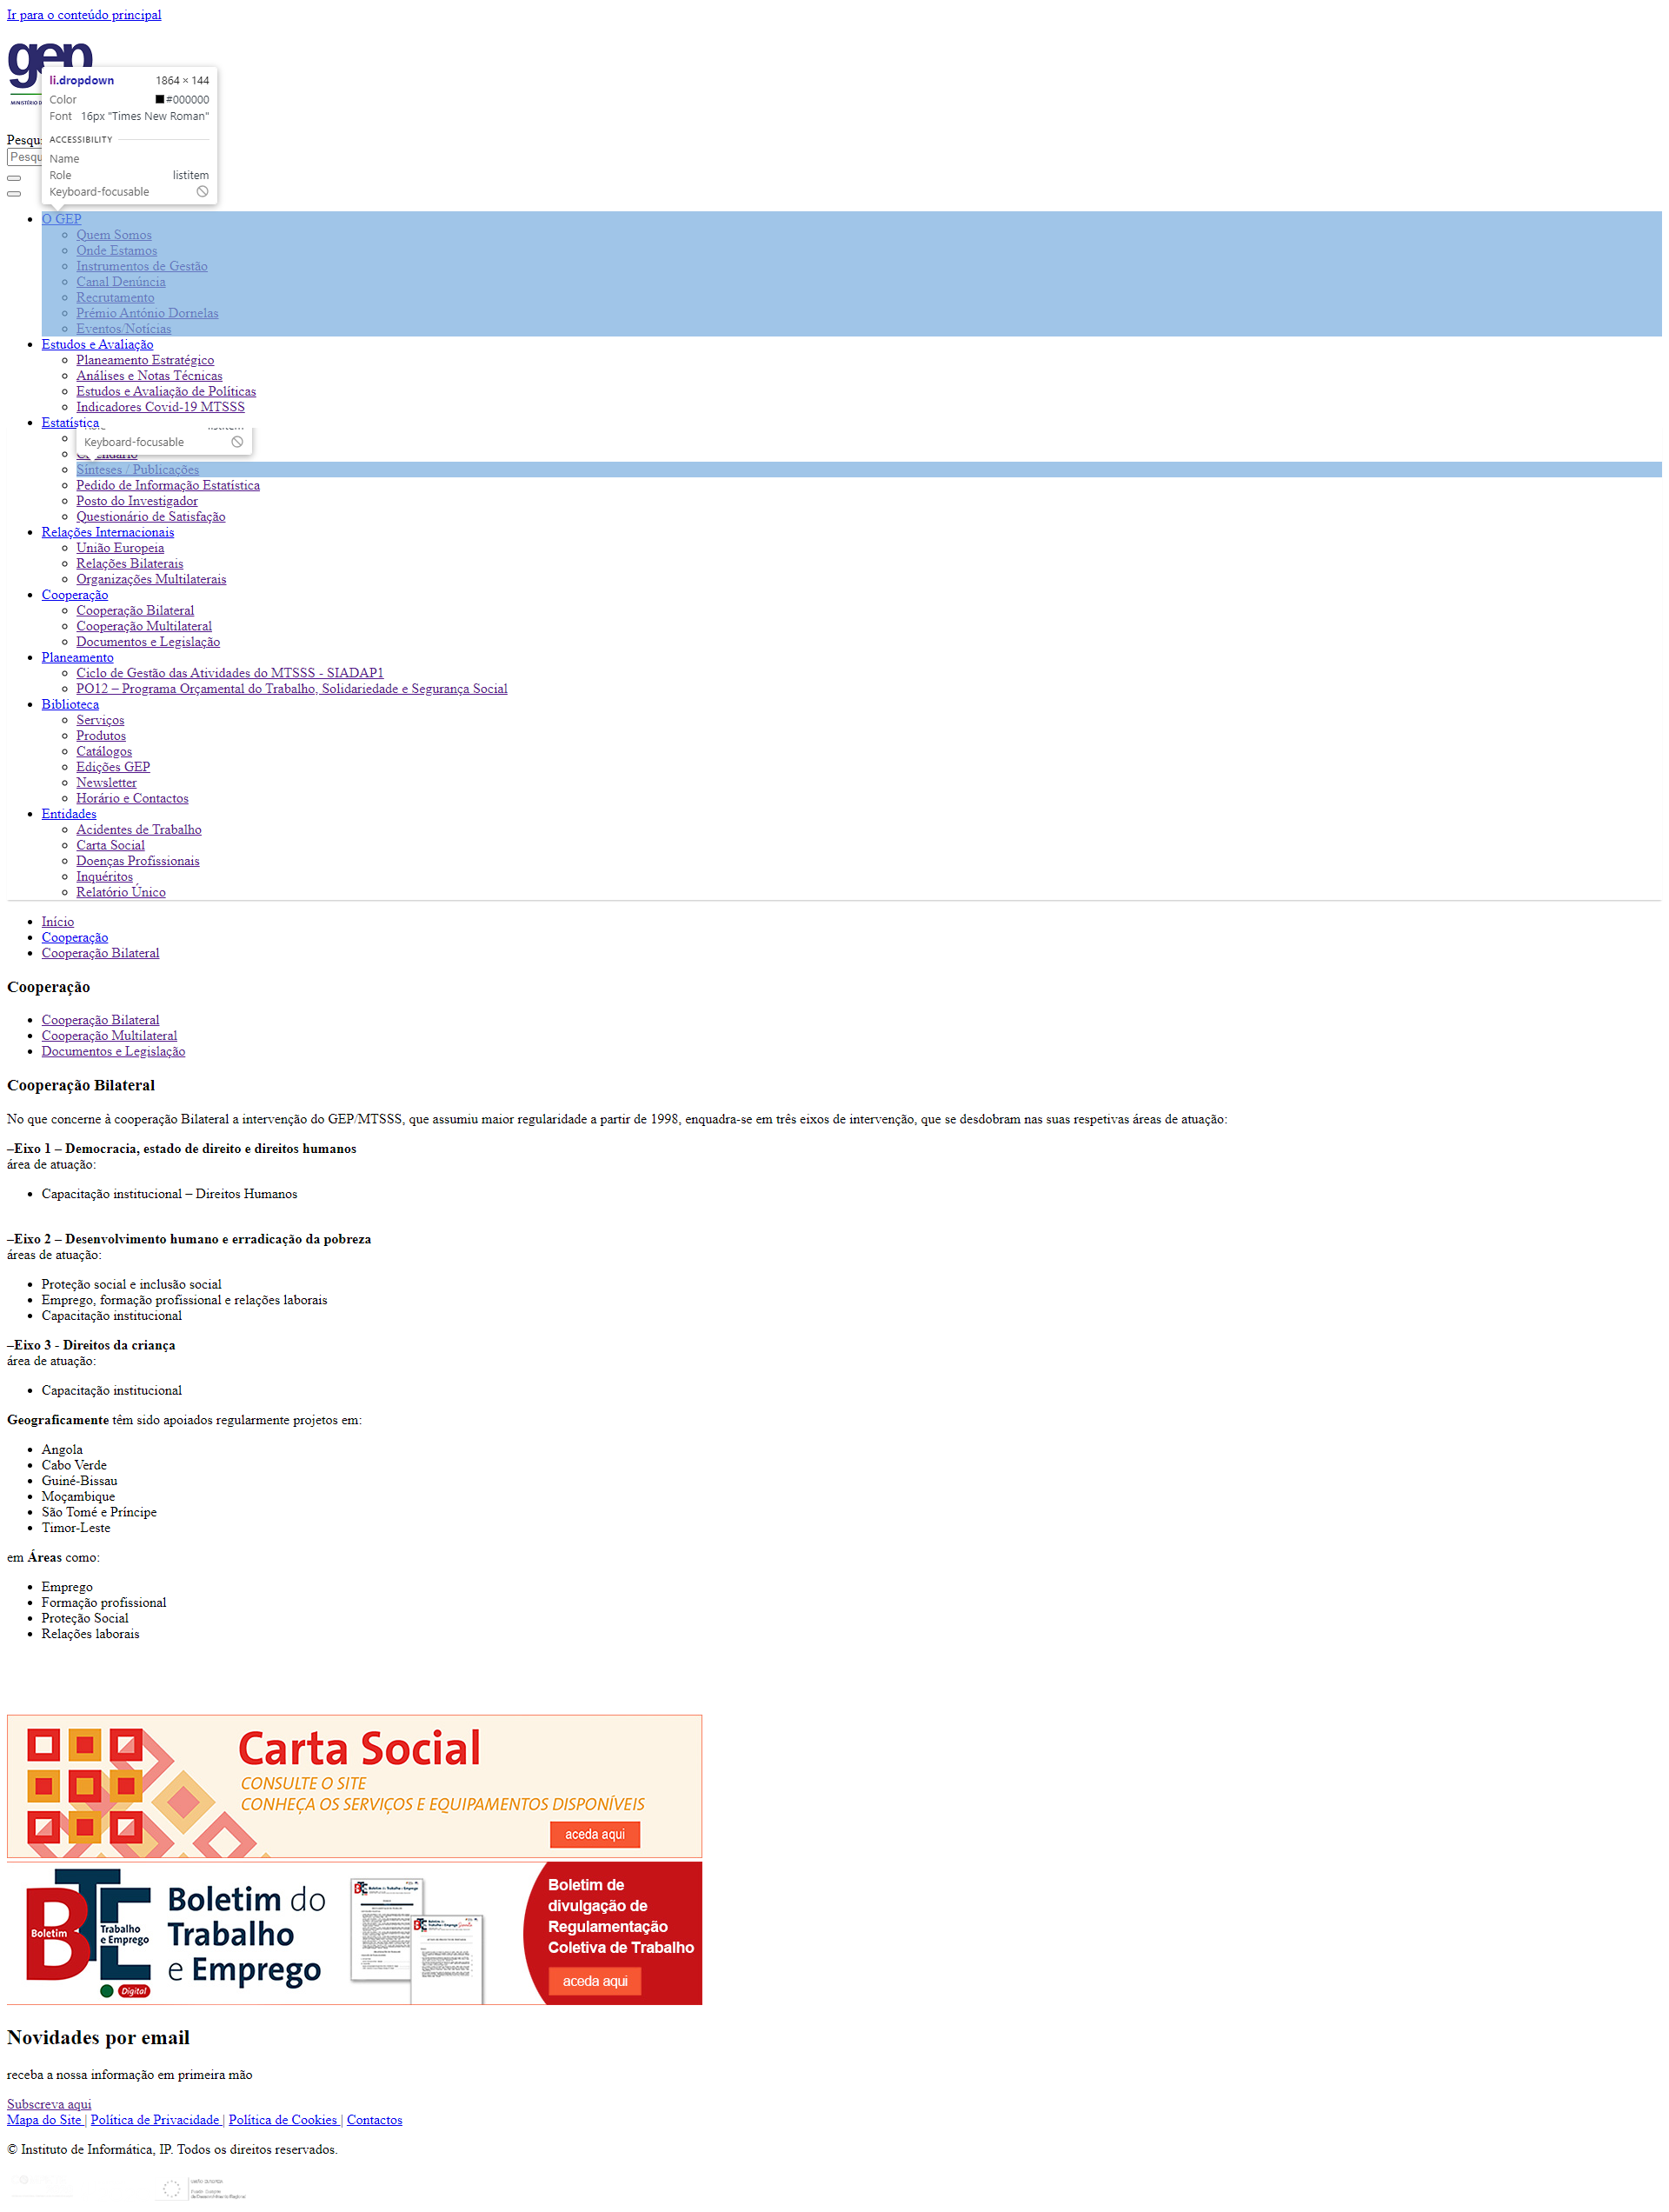 Ir para o conteúdo principal
gep
MINISTÉRIO D
li.dropdown 1864 × 144
Color #000000
Font 16px "Times New Roman"
ACCESSIBILITY
Name
Role listitem
Keyboard-focusable
O GEP
Quem Somos
Onde Estamos
Instrumentos de Gestão
Canal Denúncia
Recrutamento
Prémio António Dornelas
Eventos/Notícias
Estudos e Avaliação
Planeamento Estratégico
Análises e Notas Técnicas
Estudos e Avaliação de Políticas
Indicadores Covid-19 MTSSS
Estatística
Keyboard-focusable
Sínteses / Publicações
Pedido de Informação Estatística
Posto do Investigador
Questionário de Satisfação
Relações Internacionais
União Europeia
Relações Bilaterais
Organizações Multilaterais
Cooperação
Cooperação Bilateral
Cooperação Multilateral
Documentos e Legislação
Planeamento
Ciclo de Gestão das Atividades do MTSSS - SIADAP1
PO12 – Programa Orçamental do Trabalho, Solidariedade e Segurança Social
Biblioteca
Serviços
Produtos
Catálogos
Edições GEP
Newsletter
Horário e Contactos
Entidades
Acidentes de Trabalho
Carta Social
Doenças Profissionais
Inquéritos
Relatório Único
Início
Cooperação
Cooperação Bilateral
Cooperação
Cooperação Bilateral
Cooperação Multilateral
Documentos e Legislação
Cooperação Bilateral
No que concerne à cooperação Bilateral a intervenção do GEP/MTSSS, que assumiu maior regularidade a partir de 1998, enquadra-se em três eixos de intervenção, que se desdobram nas suas respetivas áreas de atuação:
–Eixo 1 – Democracia, estado de direito e direitos humanos
área de atuação:
Capacitação institucional – Direitos Humanos
–Eixo 2 – Desenvolvimento humano e erradicação da pobreza
áreas de atuação:
Proteção social e inclusão social
Emprego, formação profissional e relações laborais
Capacitação institucional
–Eixo 3 - Direitos da criança
área de atuação:
Capacitação institucional
Geograficamente têm sido apoiados regularmente projetos em:
Angola
Cabo Verde
Guiné-Bissau
Moçambique
São Tomé e Príncipe
Timor-Leste
em Áreas como:
Emprego
Formação profissional
Proteção Social
Relações laborais
Carta Social
CONSULTE O SITE
CONHEÇA OS SERVIÇOS E EQUIPAMENTOS DISPONÍVEIS
aceda aqui
BTE
Boletim
Trabalho
e Emprego
Digital
Boletim do
Trabalho
e Emprego
Boletim de
divulgação de
Regulamentação
Coletiva de Trabalho
aceda aqui
Novidades por email
receba a nossa informação em primeira mão
Subscreva aqui
Mapa do Site | Política de Privacidade | Política de Cookies | Contactos
© Instituto de Informática, IP. Todos os direitos reservados.